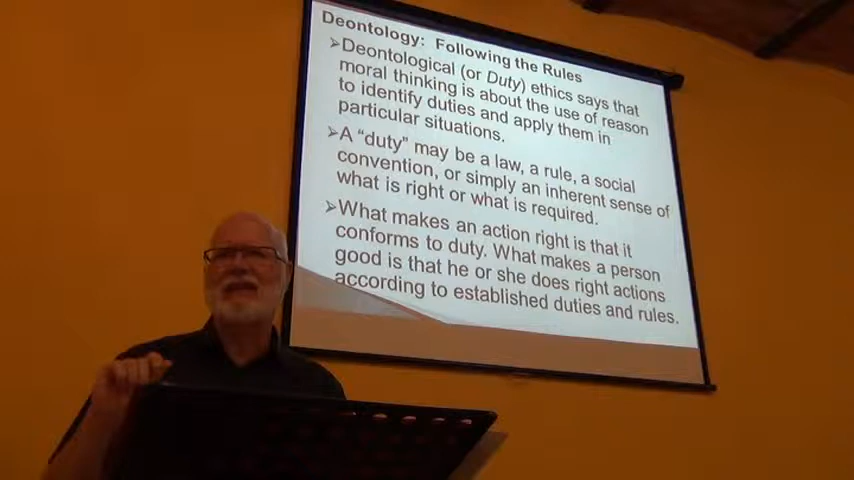 Deontology: Following the Rules
➢Deontological (or Duty) ethics says that
moral thinking is about the use of reason
to identify duties and apply them in
particular situations.
➢A “duty” may be a law, a rule, a social
convention, or simply an inherent sense of
what is right or what is required.
➢What makes an action right is that it
conforms to duty. What makes a person
good is that he or she does right actions
according to established duties and rules.